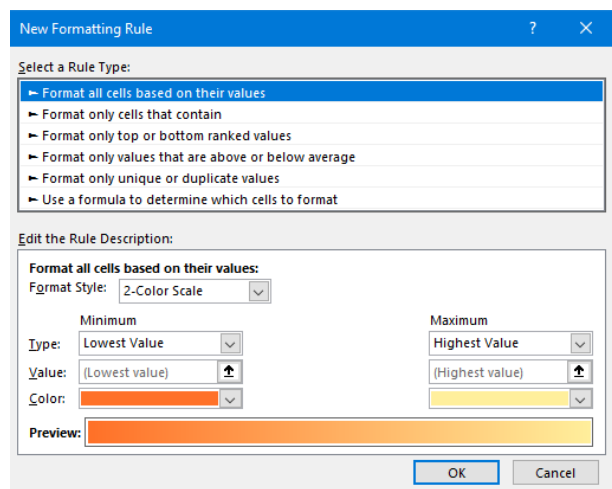 New Formatting Rule ? ×
Select a Rule Type:
► Format all cells based on their values
► Format only cells that contain
► Format only top or bottom ranked values
► Format only values that are above or below average
► Format only unique or duplicate values
► Use a formula to determine which cells to format
Edit the Rule Description:
Format all cells based on their values:
Format Style: 2-Color Scale
Minimum Maximum
Type: Lowest Value Highest Value
Value: (Lowest value) (Highest value)
Color:
Preview:
OK Cancel